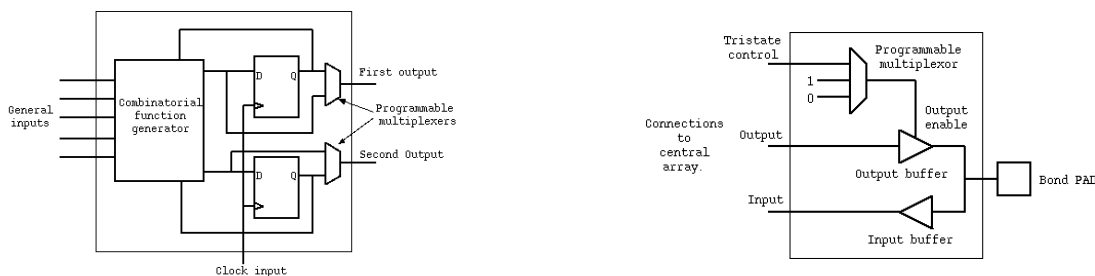 First output
D
Q
Combinatorial
function
generator
General
inputs
Programmable
multiplexers
Second Output
D
Q
Clock input
Tristate
control
Programmable
multiplexor
1
0
Output
enable
Connections
to
central
array.
Output
Output buffer
Bond PAD
Input
Input buffer